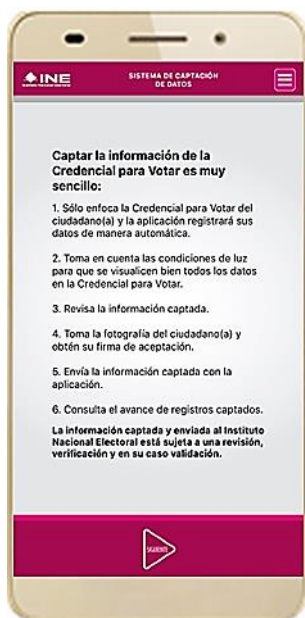 INE
SISTEMA DE CAPTACIÓN
DE DATOS
Captar la información de la
Credencial para Votar es muy
sencillo:
1. Sólo enfoca la Credencial para Votar del
ciudadano(a) y la aplicación registrará sus
datos de manera automática.
2. Toma en cuenta las condiciones de luz
para que se visualicen bien todos los datos
en la Credencial para Votar.
3. Revisa la información captada.
4. Toma la fotografía del ciudadano(a) y
obtén su firma de aceptación.
5. Envía la información captada con la
aplicación.
6. Consulta el avance de registros captados.
La información captada y enviada al Instituto
Nacional Electoral está sujeta a una revisión,
verificación y en su caso validación.
SIGUIENTE